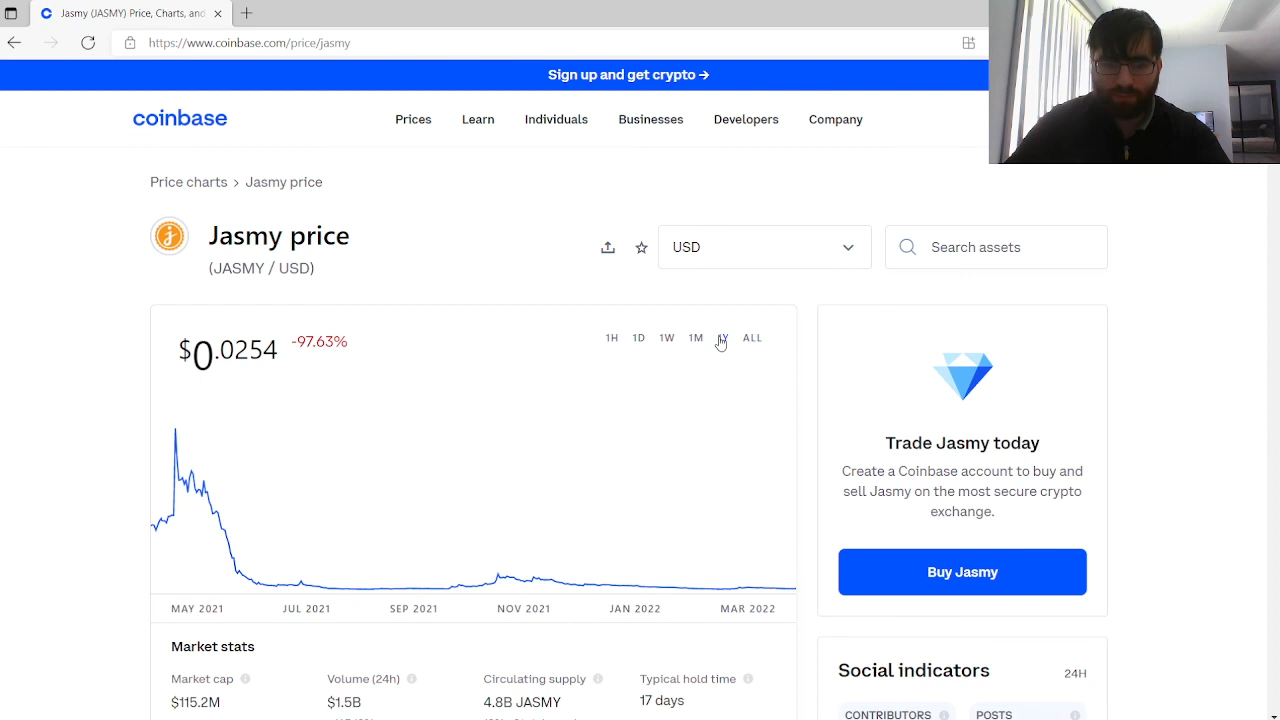 Jasmy (JASMY) Price, Charts, and
https://www.coinbase.com/price/jasmy
Sign up and get crypto →
coinbase
Prices
Learn
Individuals
Businesses
Developers
Company
Price charts > Jasmy price
Jasmy price
(JASMY / USD)
USD
Search assets
$0.0254 -97.63%
1H 1D 1W 1M 1Y ALL
MAY 2021 JUL 2021 SEP 2021 NOV 2021 JAN 2022 MAR 2022
Trade Jasmy today
Create a Coinbase account to buy and
sell Jasmy on the most secure crypto
exchange.
Buy Jasmy
Market stats
Market cap
$115.2M
Volume (24h)
$1.5B
Circulating supply
4.8B JASMY
Typical hold time
17 days
Social indicators
24H
CONTRIBUTORS
POSTS